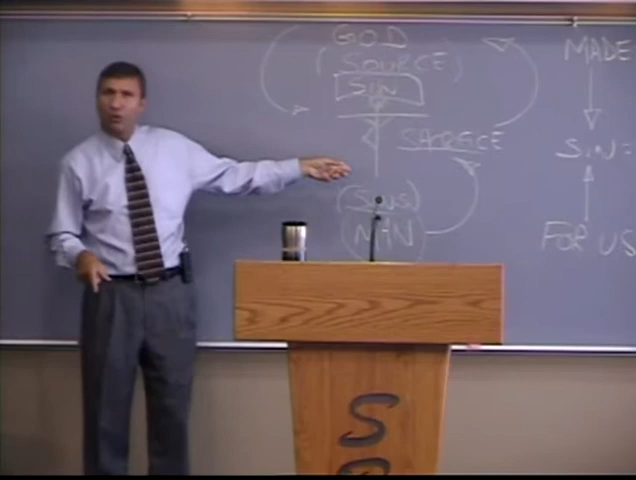 GOD
(SOURCE)
SIN
SACRIFICE
(SINS)
MAN
MADE
SIN =
FOR US
S